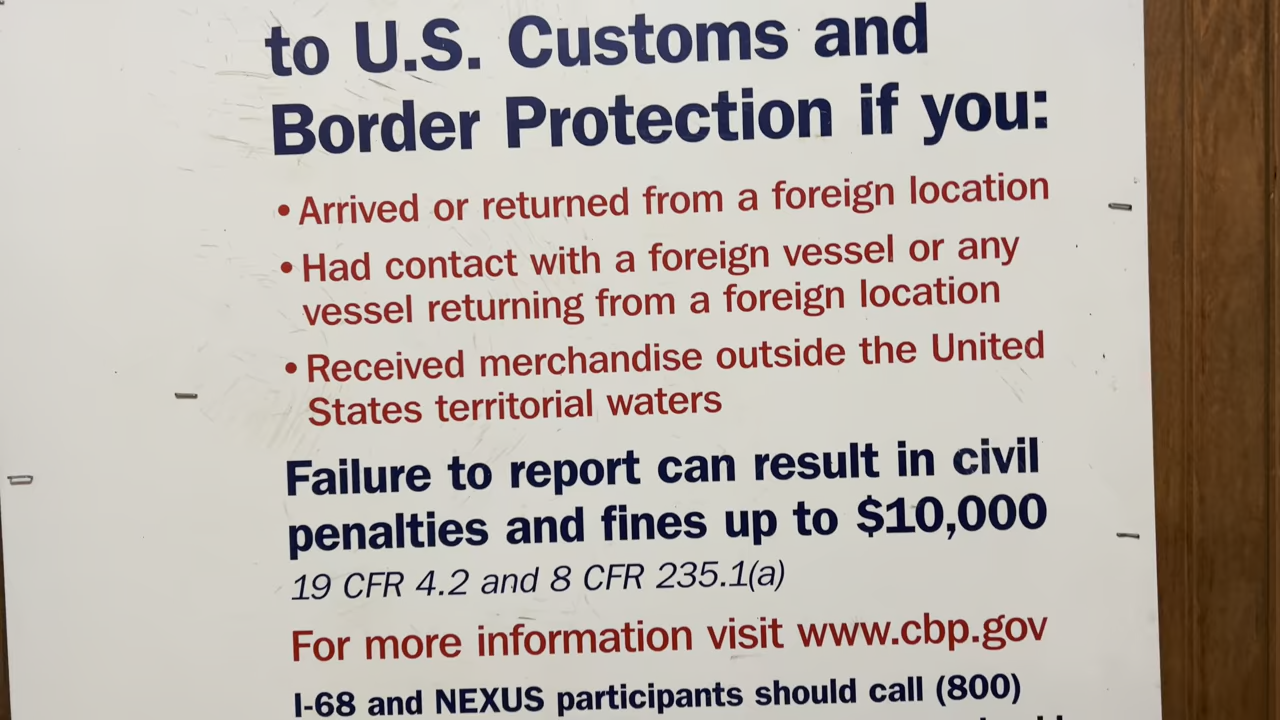 to U.S. Customs and
Border Protection if you:
• Arrived or returned from a foreign location
• Had contact with a foreign vessel or any
vessel returning from a foreign location
• Received merchandise outside the United
States territorial waters
Failure to report can result in civil
penalties and fines up to $10,000
19 CFR 4.2 and 8 CFR 235.1(a)
For more information visit www.cbp.gov
I-68 and NEXUS participants should call (800)